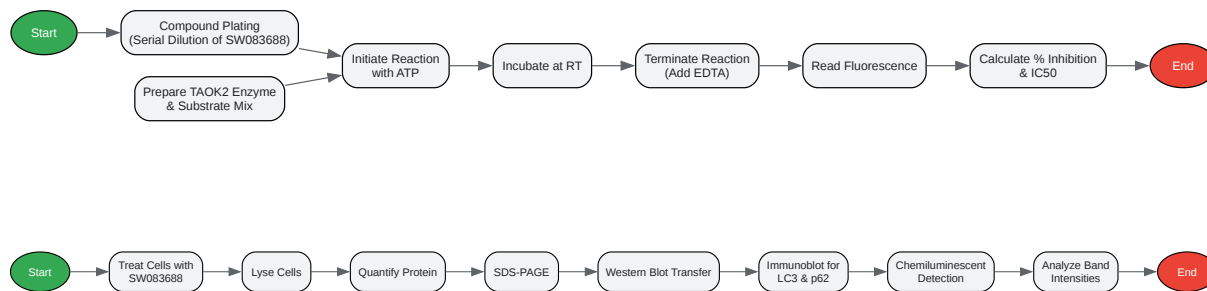 Start
Compound Plating
(Serial Dilution of SW083688)
Prepare TAOK2 Enzyme
& Substrate Mix
Initiate Reaction
with ATP
Incubate at RT
Terminate Reaction
(Add EDTA)
Read Fluorescence
Calculate % Inhibition
& IC50
End
Start
Treat Cells with
SW083688
Lyse Cells
Quantify Protein
SDS-PAGE
Western Blot Transfer
Immunoblot for
LC3 & p62
Chemiluminescent
Detection
Analyze Band
Intensities
End